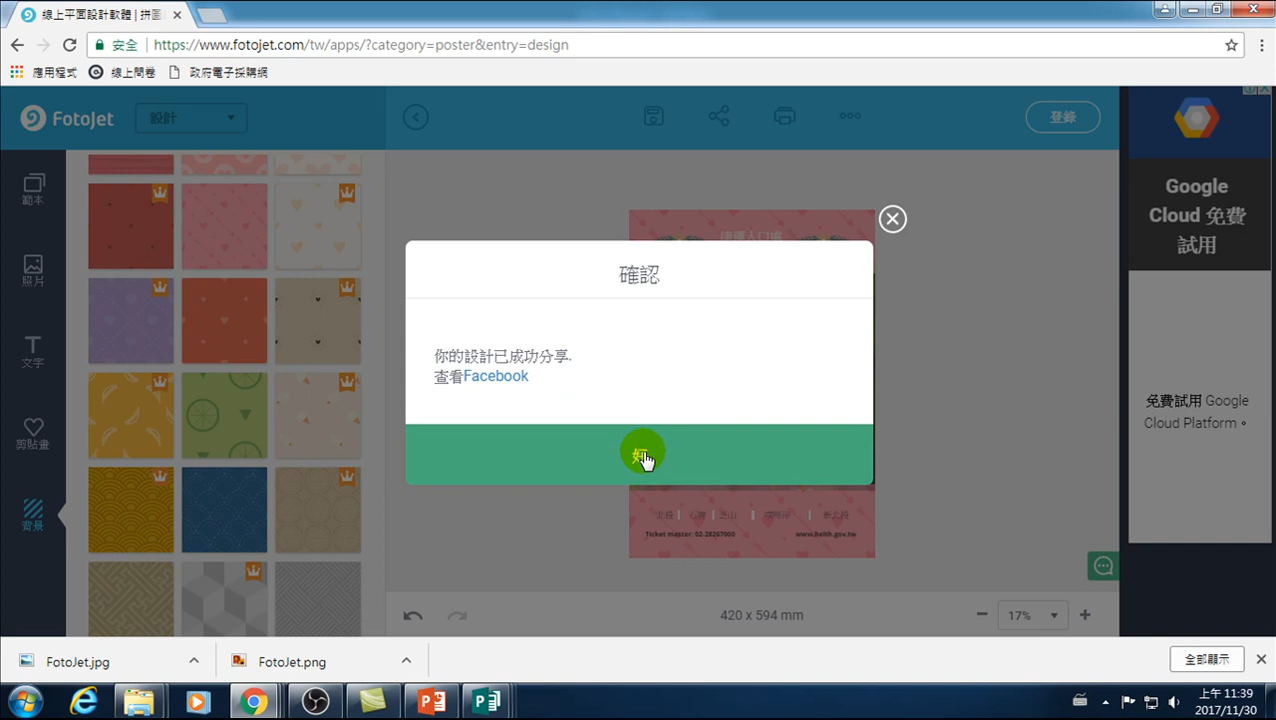 線上平面設計軟體 | 拼圖
安全
https://www.fotojet.com/tw/apps/?category=poster&entry=design
應用程式
線上問卷
政府電子採購網
FotoJet
設計
登錄
範本
照片
文字
剪貼畫
背景
確認
你的設計已成功分享.
查看Facebook
好
Ticket master: 02-28267000
420 x 594 mm
17%
Google
Cloud 免費
試用
免費試用 Google
Cloud Platform。
FotoJet.jpg
FotoJet.png
全部顯示
上午 11:39
2017/11/30